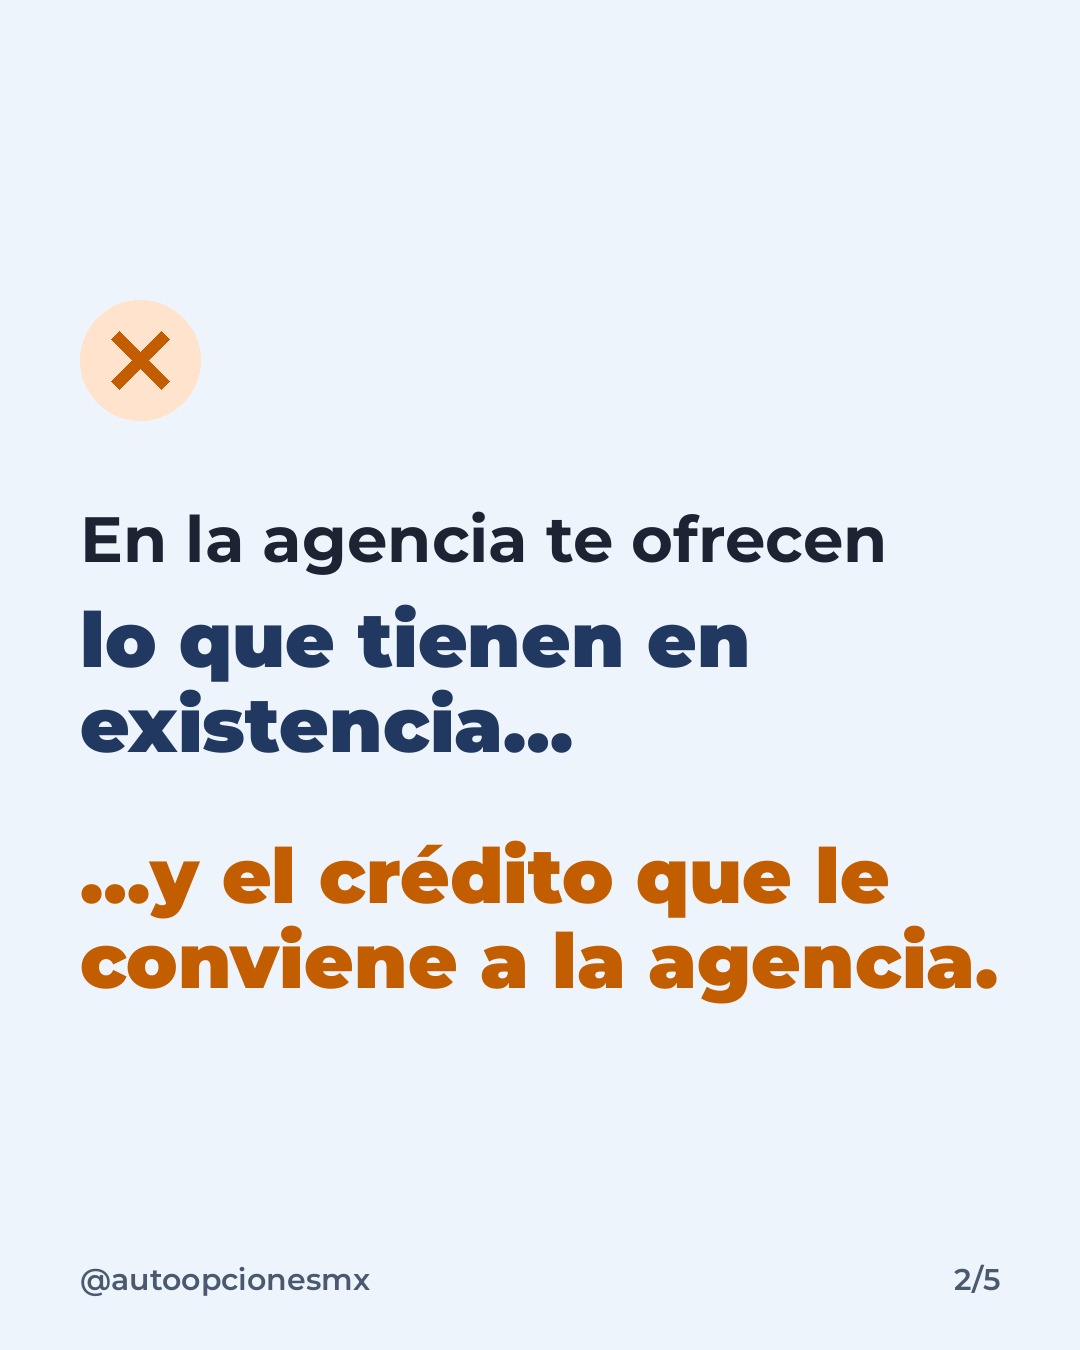 En la agencia te ofrecen
lo que tienen en
existencia...
...y el crédito que le
conviene a la agencia.
@autoopcionesmx
2/5